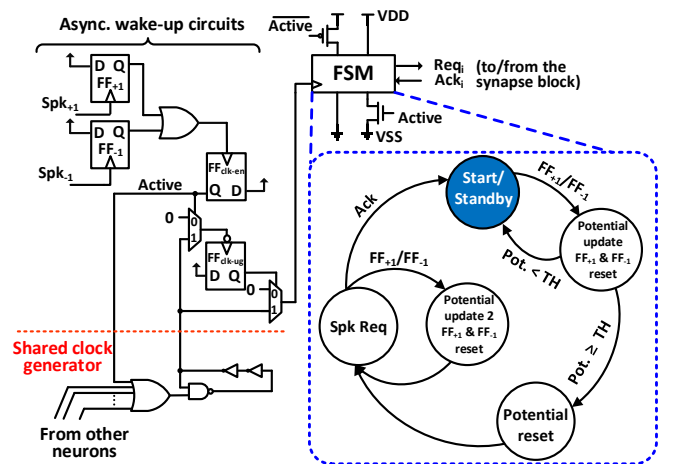 Async. wake-up circuits
Active
VDD
D Q
FF+1
Spk+1
FSM
Reqi
Acki
(to/from the
synapse block)
D Q
FF-1
Spk-1
Active
VSS
FFclk-en
Q D
Active
0
0
1
FFclk-ug
D Q
0
0
1
Shared clock
generator
From other
neurons
Start/
Standby
FF+1/FF-1
Ack
Potential
update
FF+1 & FF-1
reset
Pot. < TH
FF+1/FF-1
Spk Req
Potential
update 2
FF+1 & FF-1
reset
Pot. ≥ TH
Potential
reset